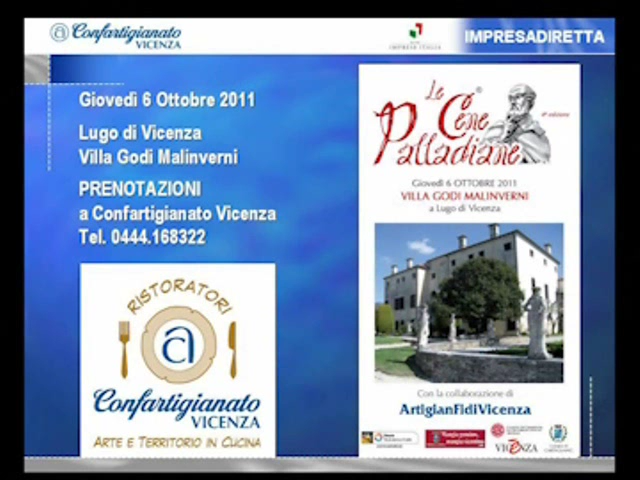 Confartigianato
VICENZA
IMPRESE ITALIA
IMPRESADIRETTA
Giovedì 6 Ottobre 2011
Lugo di Vicenza
Villa Godi Malinverni
PRENOTAZIONI
a Confartigianato Vicenza
Tel. 0444.168322
RISTORATORI
a
Confartigianato
VICENZA
ARTE E TERRITORIO IN CUCINA
Le Cene
Palladiane
4ª edizione
Giovedì 6 OTTOBRE 2011
VILLA GODI MALINVERNI
a Lugo di Vicenza
Con la collaborazione di
ArtigianFidiVicenza
VICENZA